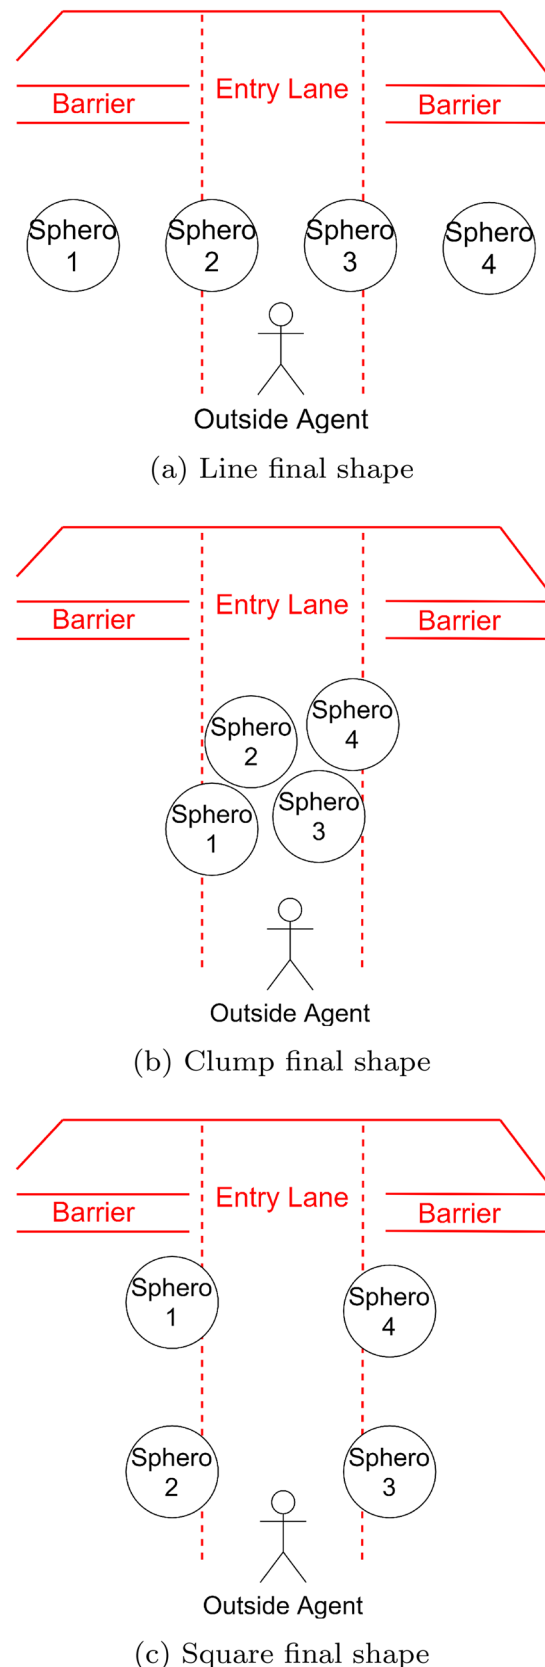 Entry Lane
Barrier
Barrier
Sphero
1
Sphero
2
Sphero
3
Sphero
4
Outside Agent
(a) Line final shape
Entry Lane
Barrier
Barrier
Sphero
4
Sphero
2
Sphero
3
Sphero
1
Outside Agent
(b) Clump final shape
Entry Lane
Barrier
Barrier
Sphero
1
Sphero
4
Sphero
2
Sphero
3
Outside Agent
(c) Square final shape